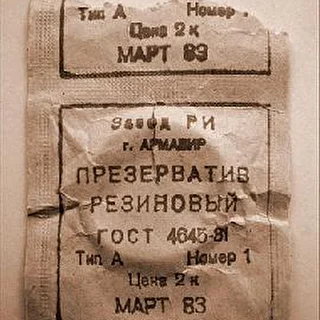 Тип А Номер 1
Цена 2 к
МАРТ 83
Завод РИ
г. АРМАВИР
ПРЕЗЕРВАТИВ
РЕЗИНОВЫЙ
ГОСТ 4645-81
Тип А Номер 1
Цена 2 к
МАРТ 83